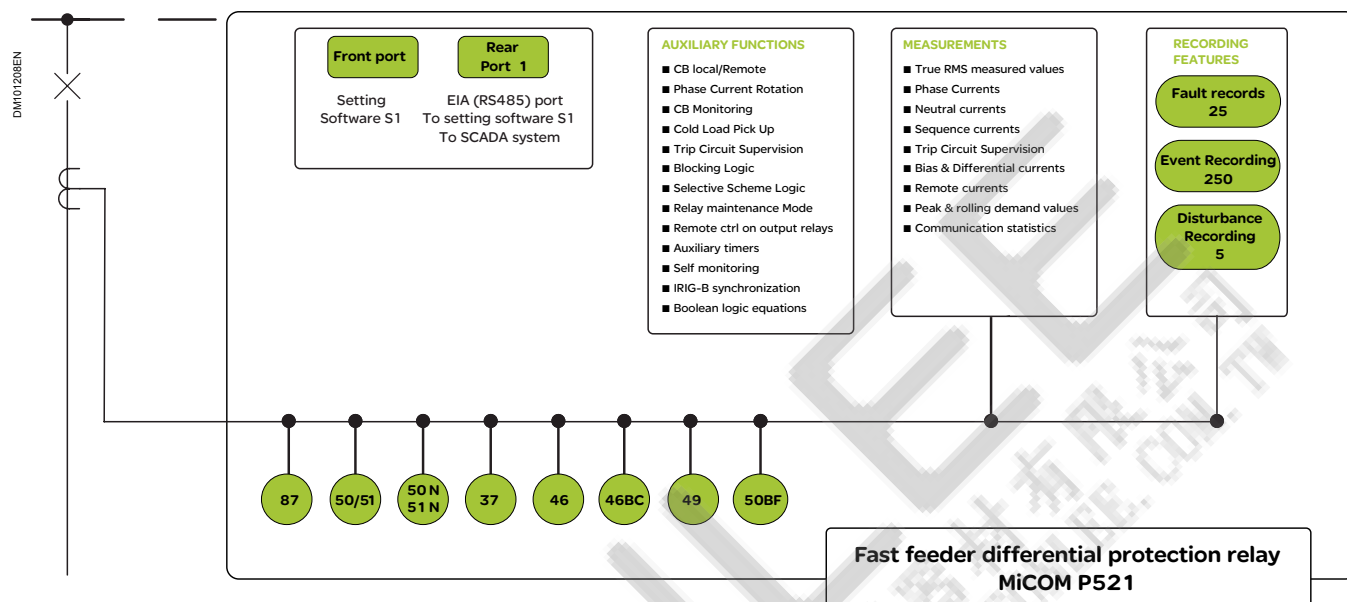 DM101208EN
Front port
Rear
Port 1
Setting
Software S1
EIA (RS485) port
To setting software S1
To SCADA system
AUXILIARY FUNCTIONS
■ CB local/Remote
■ Phase Current Rotation
■ CB Monitoring
■ Cold Load Pick Up
■ Trip Circuit Supervision
■ Blocking Logic
■ Selective Scheme Logic
■ Relay maintenance Mode
■ Remote ctrl on output relays
■ Auxiliary timers
■ Self monitoring
■ IRIG-B synchronization
■ Boolean logic equations
MEASUREMENTS
■ True RMS measured values
■ Phase Currents
■ Neutral currents
■ Sequence currents
■ Trip Circuit Supervision
■ Bias & Differential currents
■ Remote currents
■ Peak & rolling demand values
■ Communication statistics
RECORDING
FEATURES
Fault records
25
Event Recording
250
Disturbance
Recording
5
87
50/51
50 N
51 N
37
46
46BC
49
50BF
Fast feeder differential protection relay
MiCOM P521